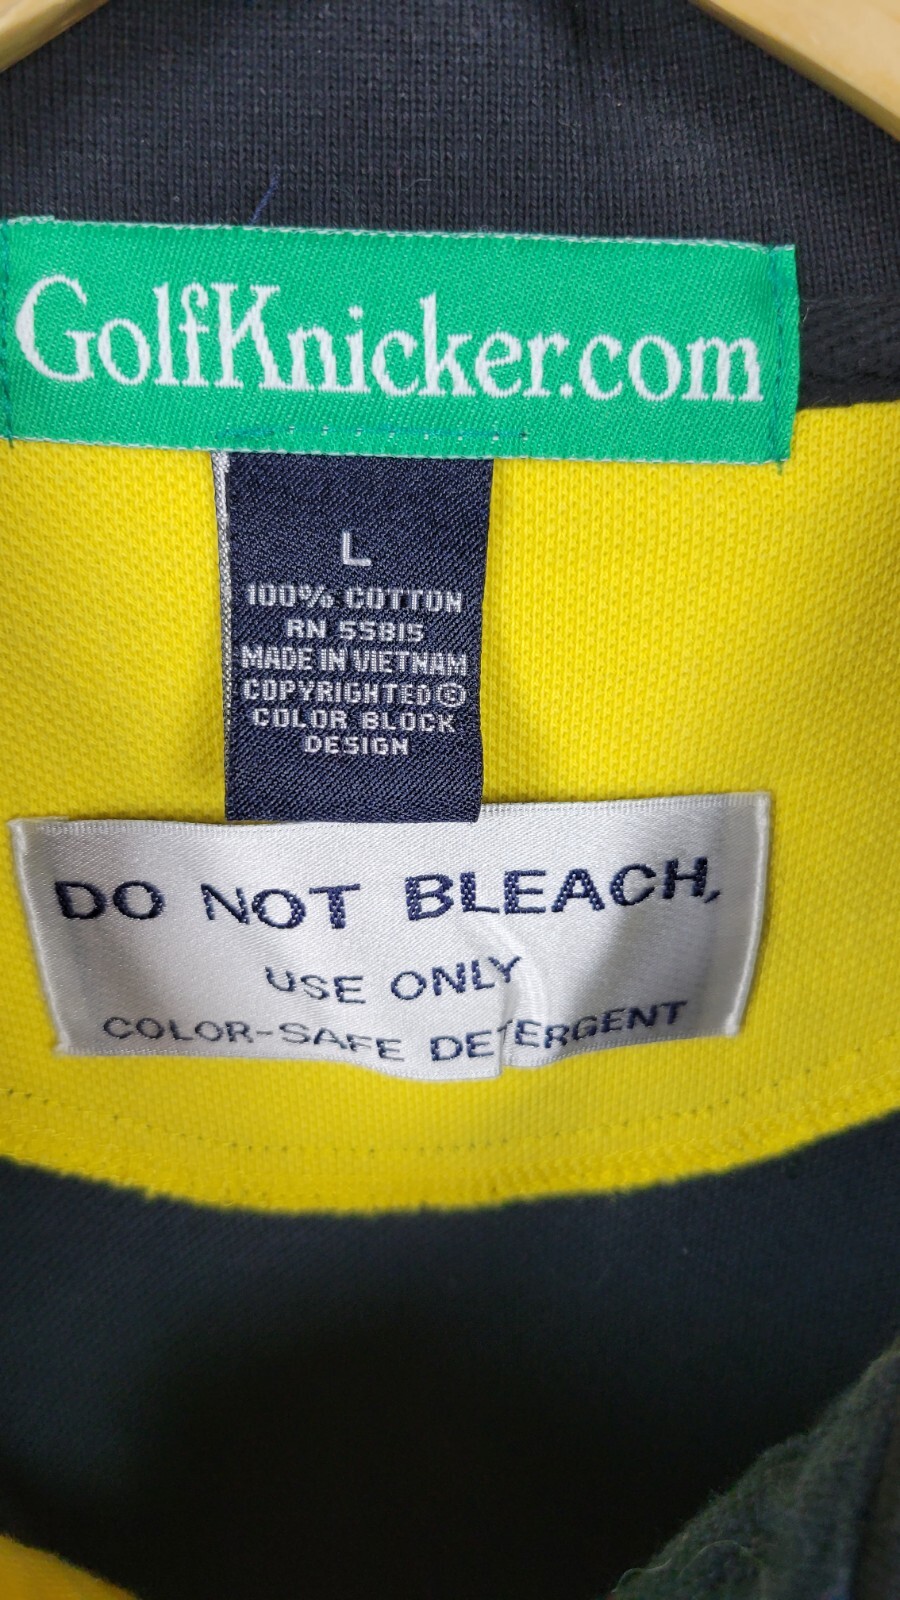 GolfKnicker.com
L
100% COTTON
RN 55815
MADE IN VIETNAM
COPYRIGHTED ©
COLOR BLOCK
DESIGN
DO NOT BLEACH,
USE ONLY
COLOR-SAFE DETERGENT